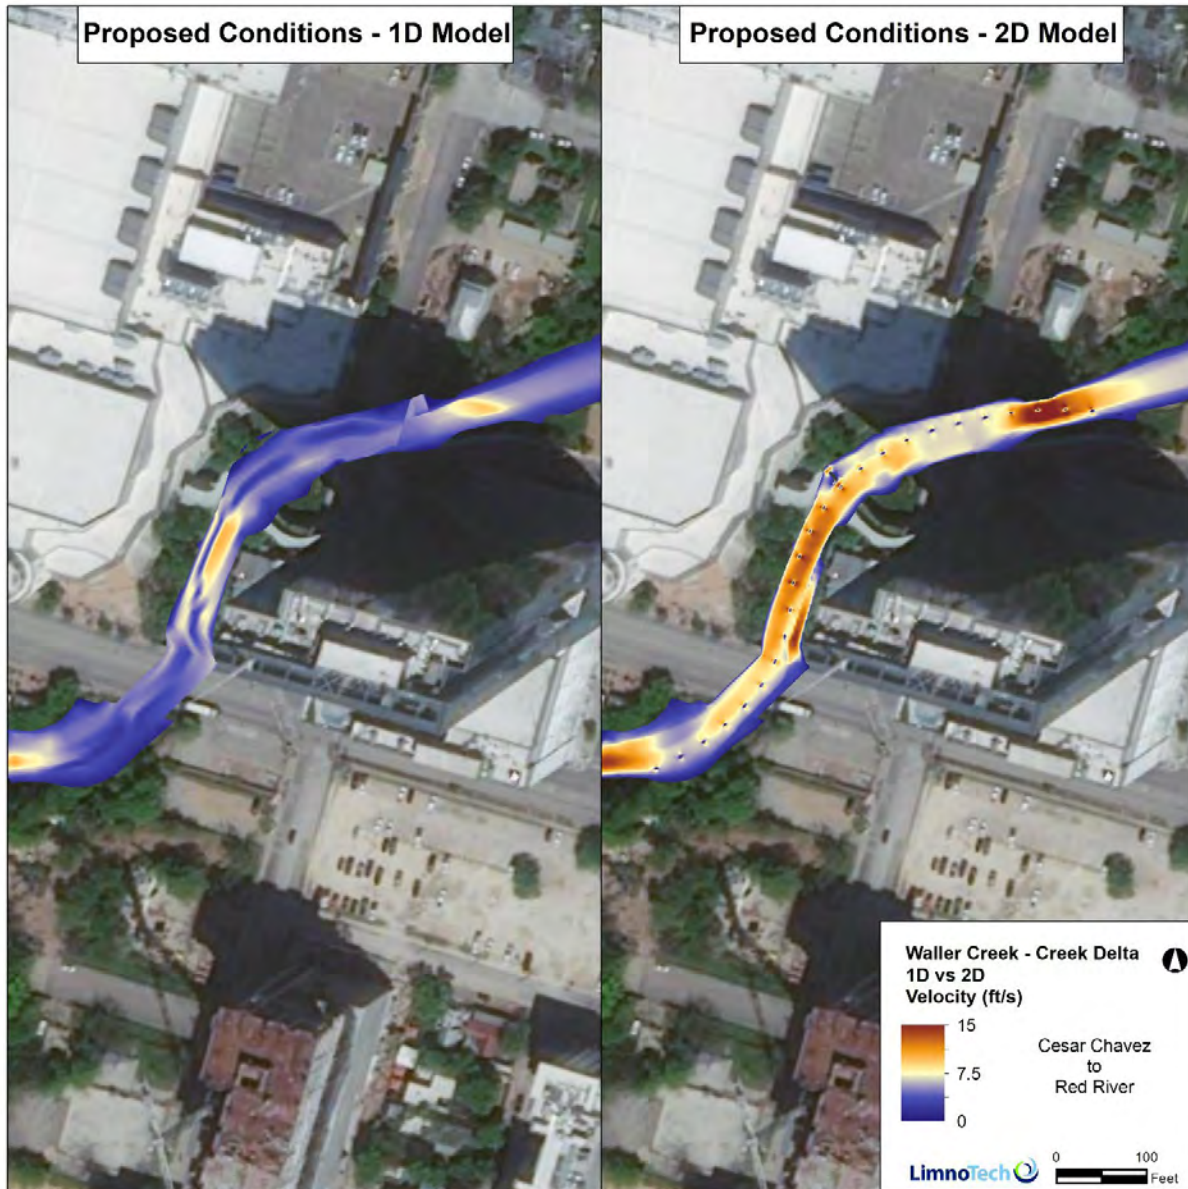 Proposed Conditions - 1D Model
Proposed Conditions - 2D Model
Waller Creek - Creek Delta
1D vs 2D
Velocity (ft/s)
15
7.5
0
Cesar Chavez
to
Red River
LimnoTech
0 100
Feet